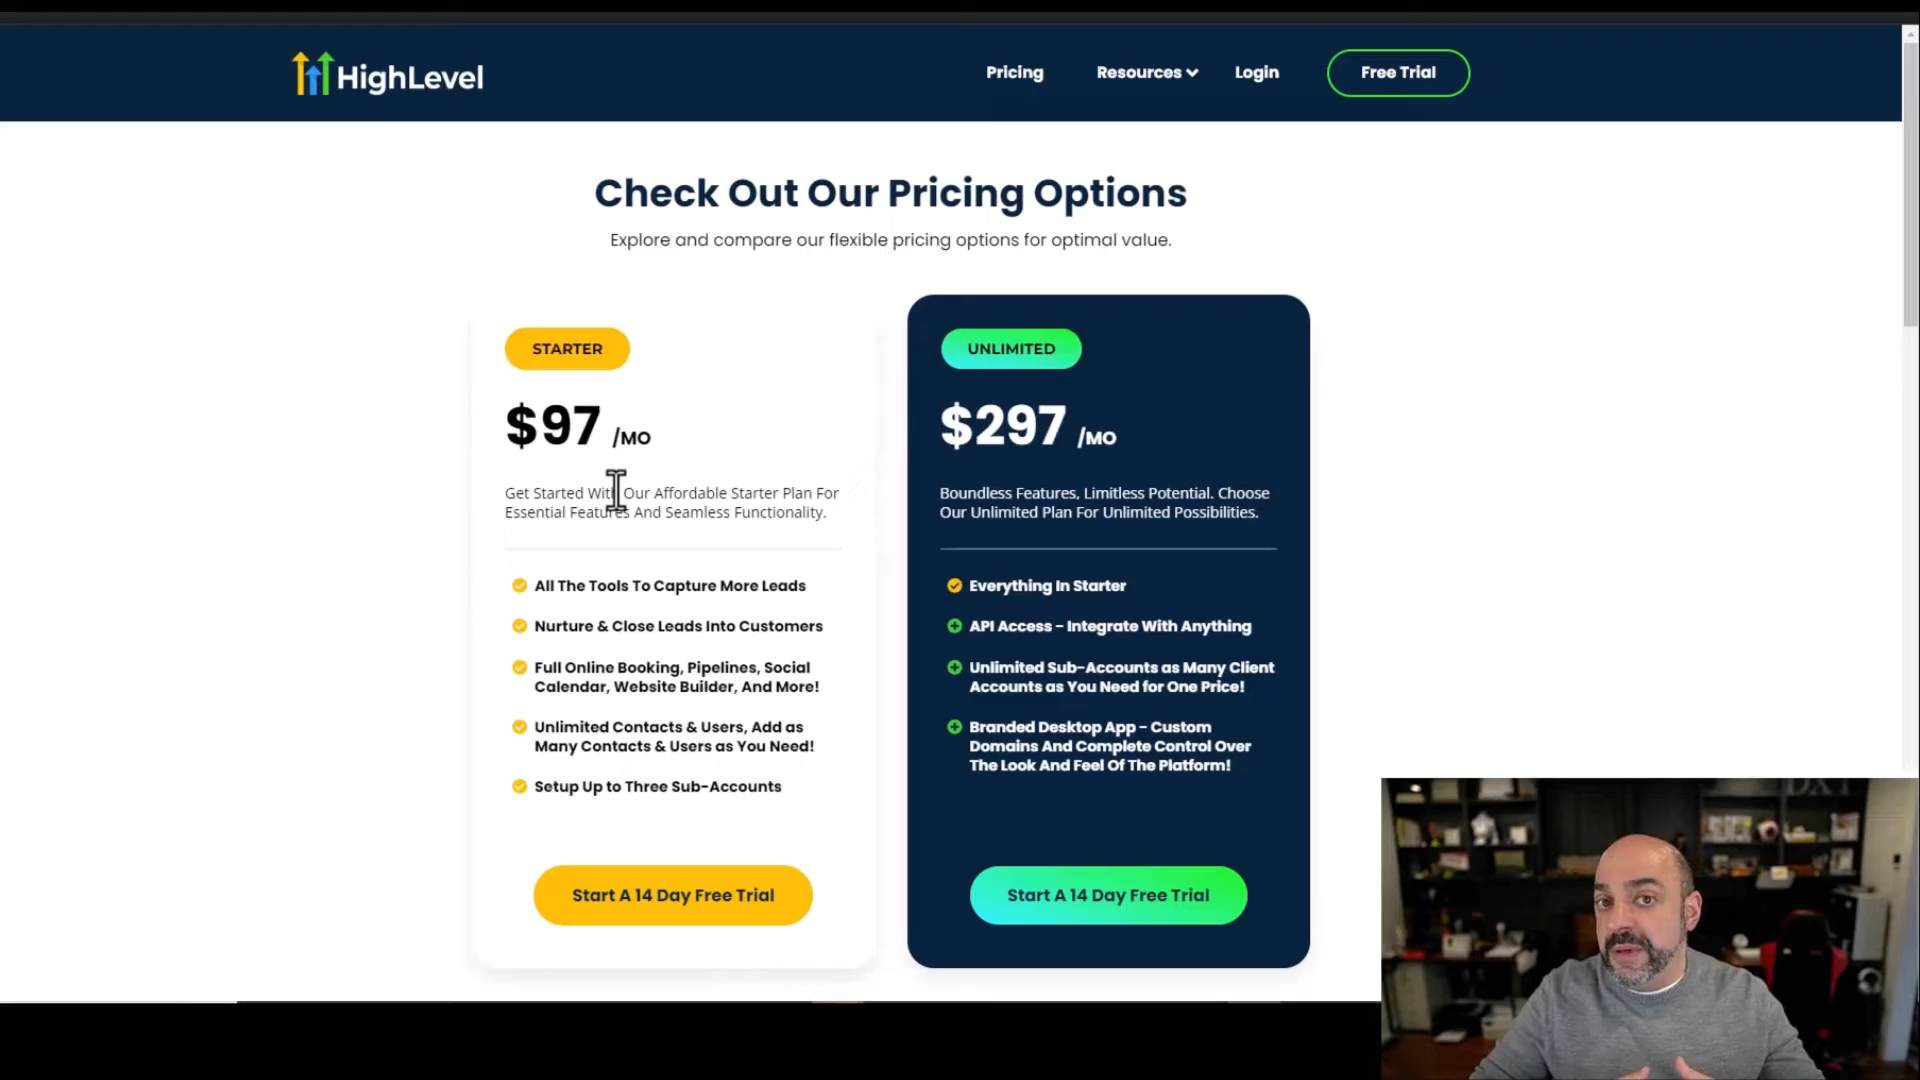 HighLevel
Pricing
Resources
Login
Free Trial
Check Out Our Pricing Options
Explore and compare our flexible pricing options for optimal value.
STARTER
$97 /MO
Get Started With Our Affordable Starter Plan For
Essential Features And Seamless Functionality.
All The Tools To Capture More Leads
Nurture & Close Leads Into Customers
Full Online Booking, Pipelines, Social
Calendar, Website Builder, And More!
Unlimited Contacts & Users, Add as
Many Contacts & Users as You Need!
Setup Up to Three Sub-Accounts
Start A 14 Day Free Trial
UNLIMITED
$297 /MO
Boundless Features, Limitless Potential. Choose
Our Unlimited Plan For Unlimited Possibilities.
Everything In Starter
API Access - Integrate With Anything
Unlimited Sub-Accounts as Many Client
Accounts as You Need for One Price!
Branded Desktop App - Custom
Domains And Complete Control Over
The Look And Feel Of The Platform!
Start A 14 Day Free Trial